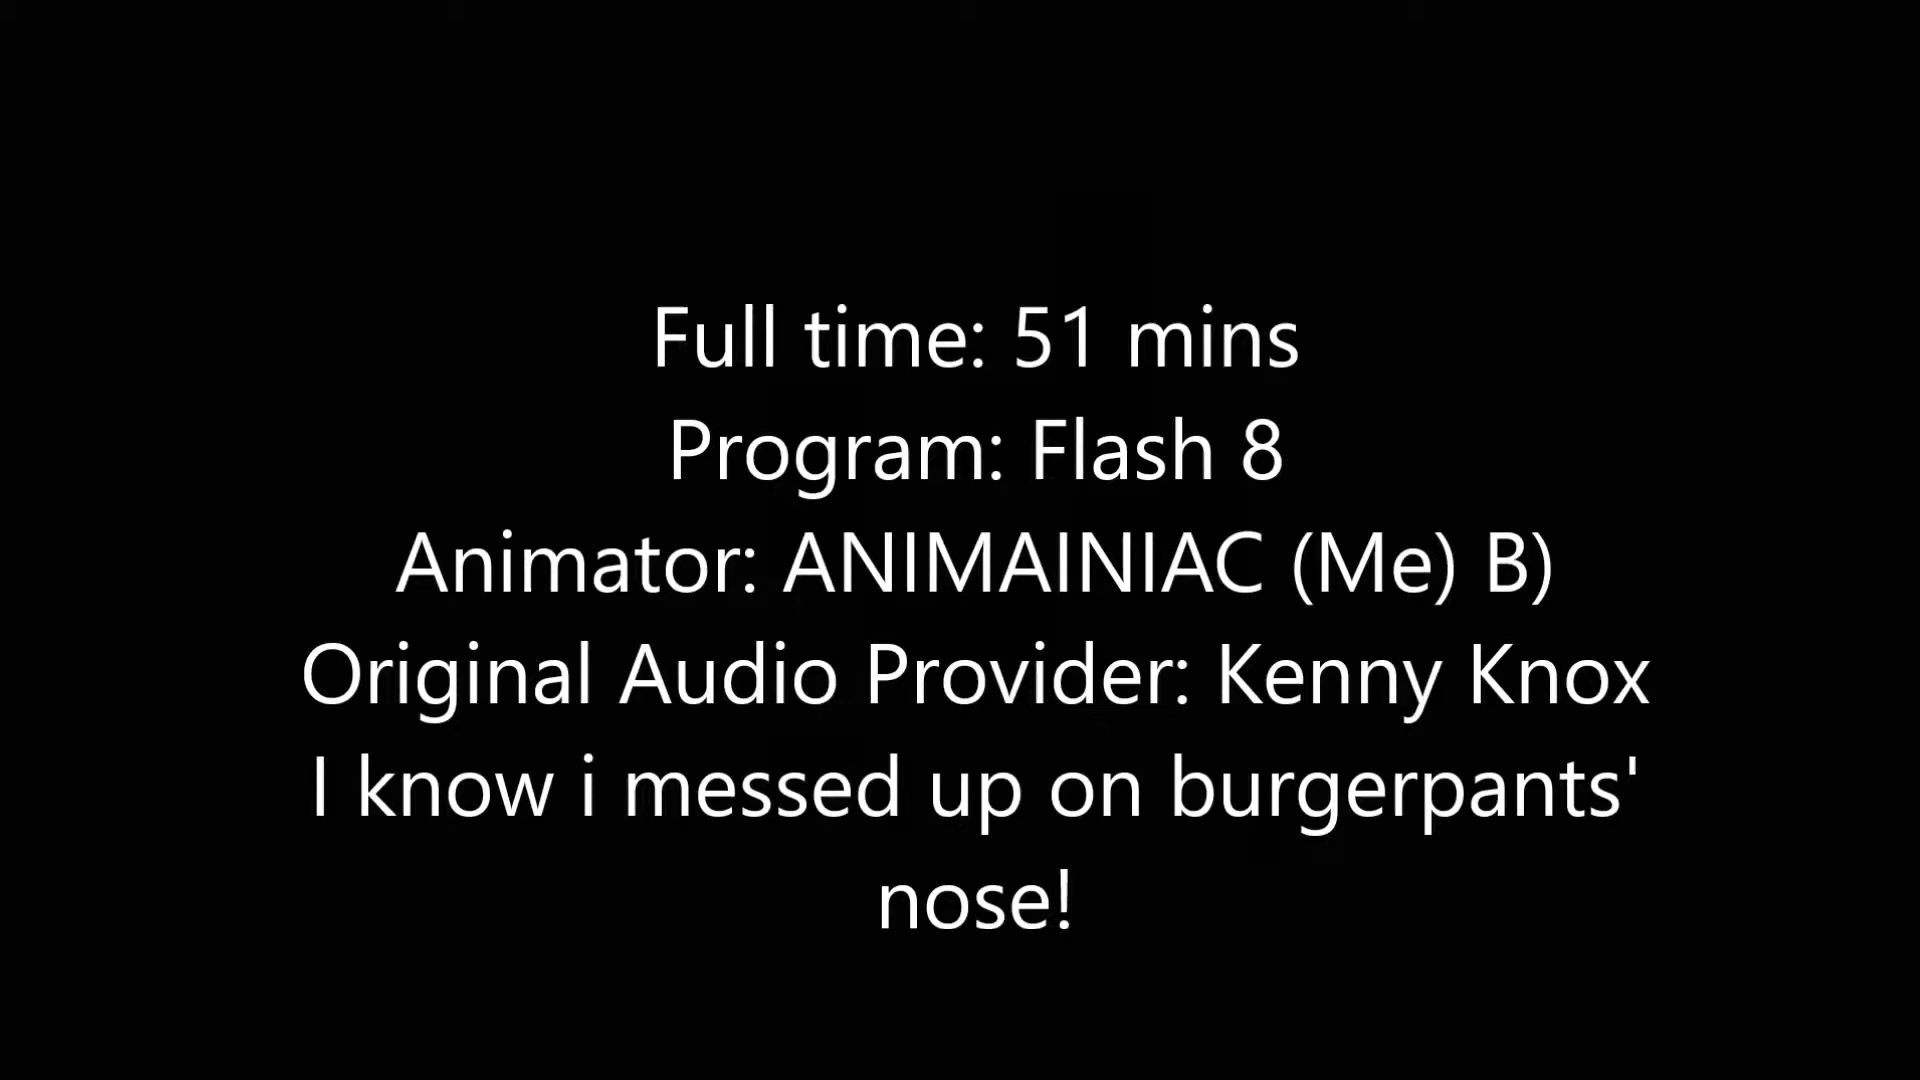 Full time: 51 mins
Program: Flash 8
Animator: ANIMAINIAC (Me) B)
Original Audio Provider: Kenny Knox
I know i messed up on burgerpants'
nose!